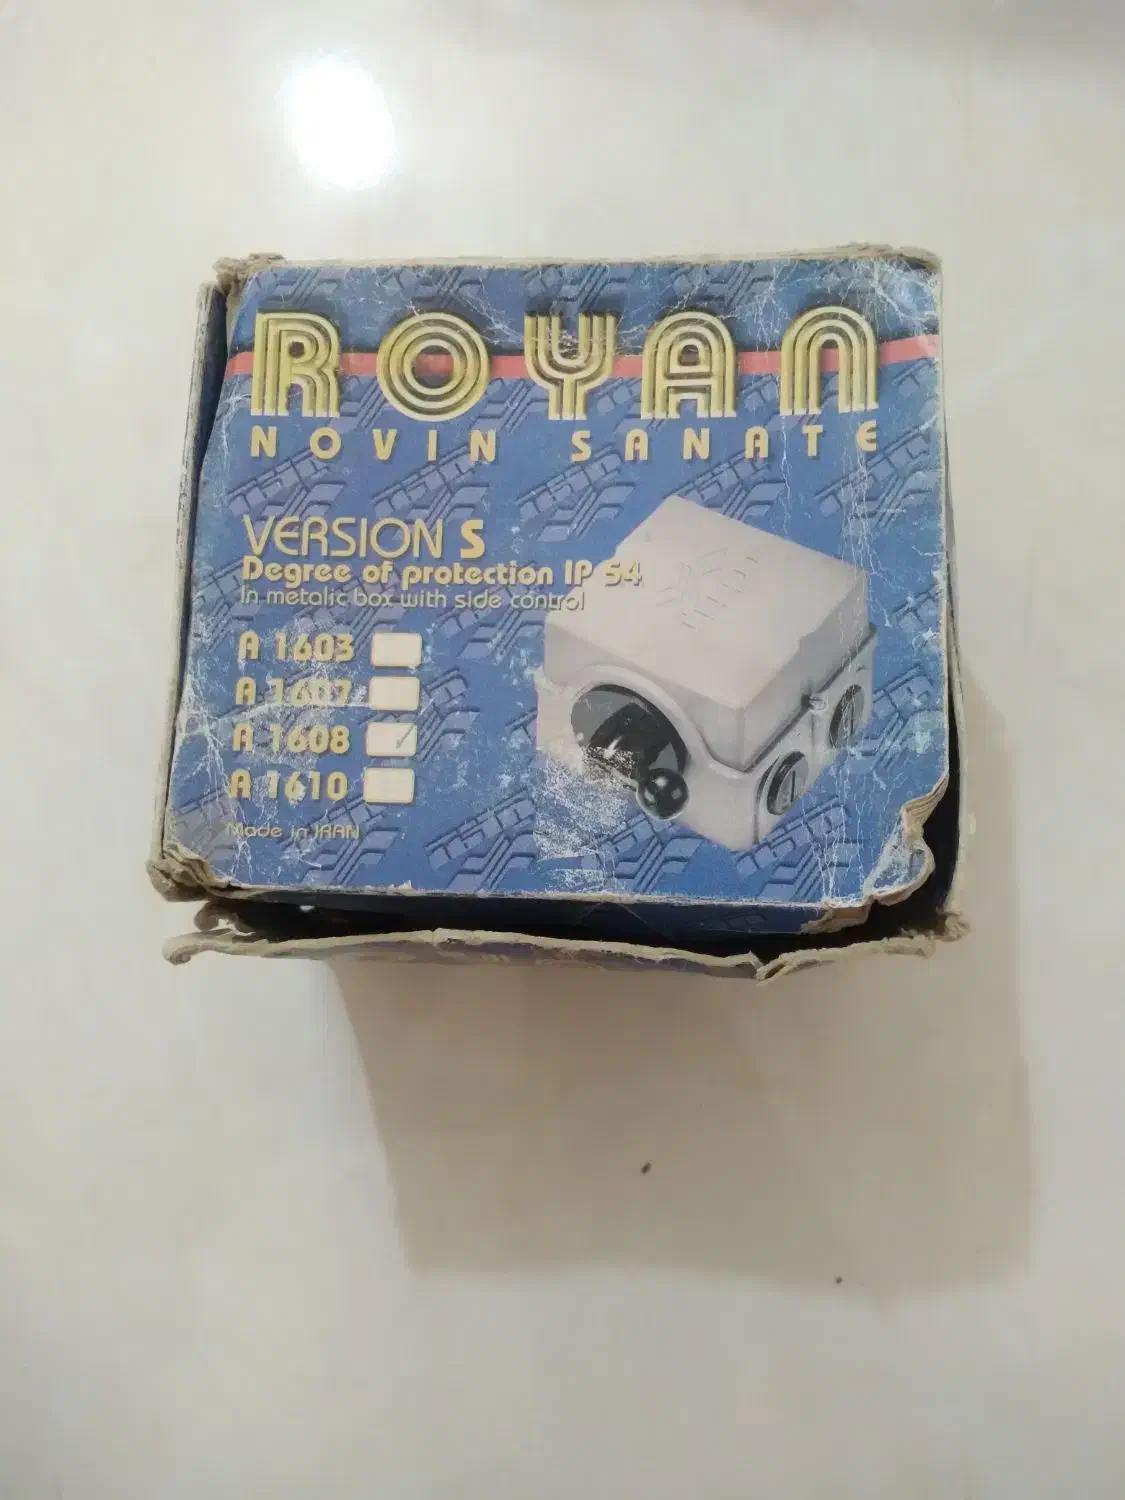 ROYAN
NOVIN SANATE
VERSION S
Degree of protection IP 54
In metalic box with side control
A 1603
A 1607
A 1608
A 1610
Made in IRAN